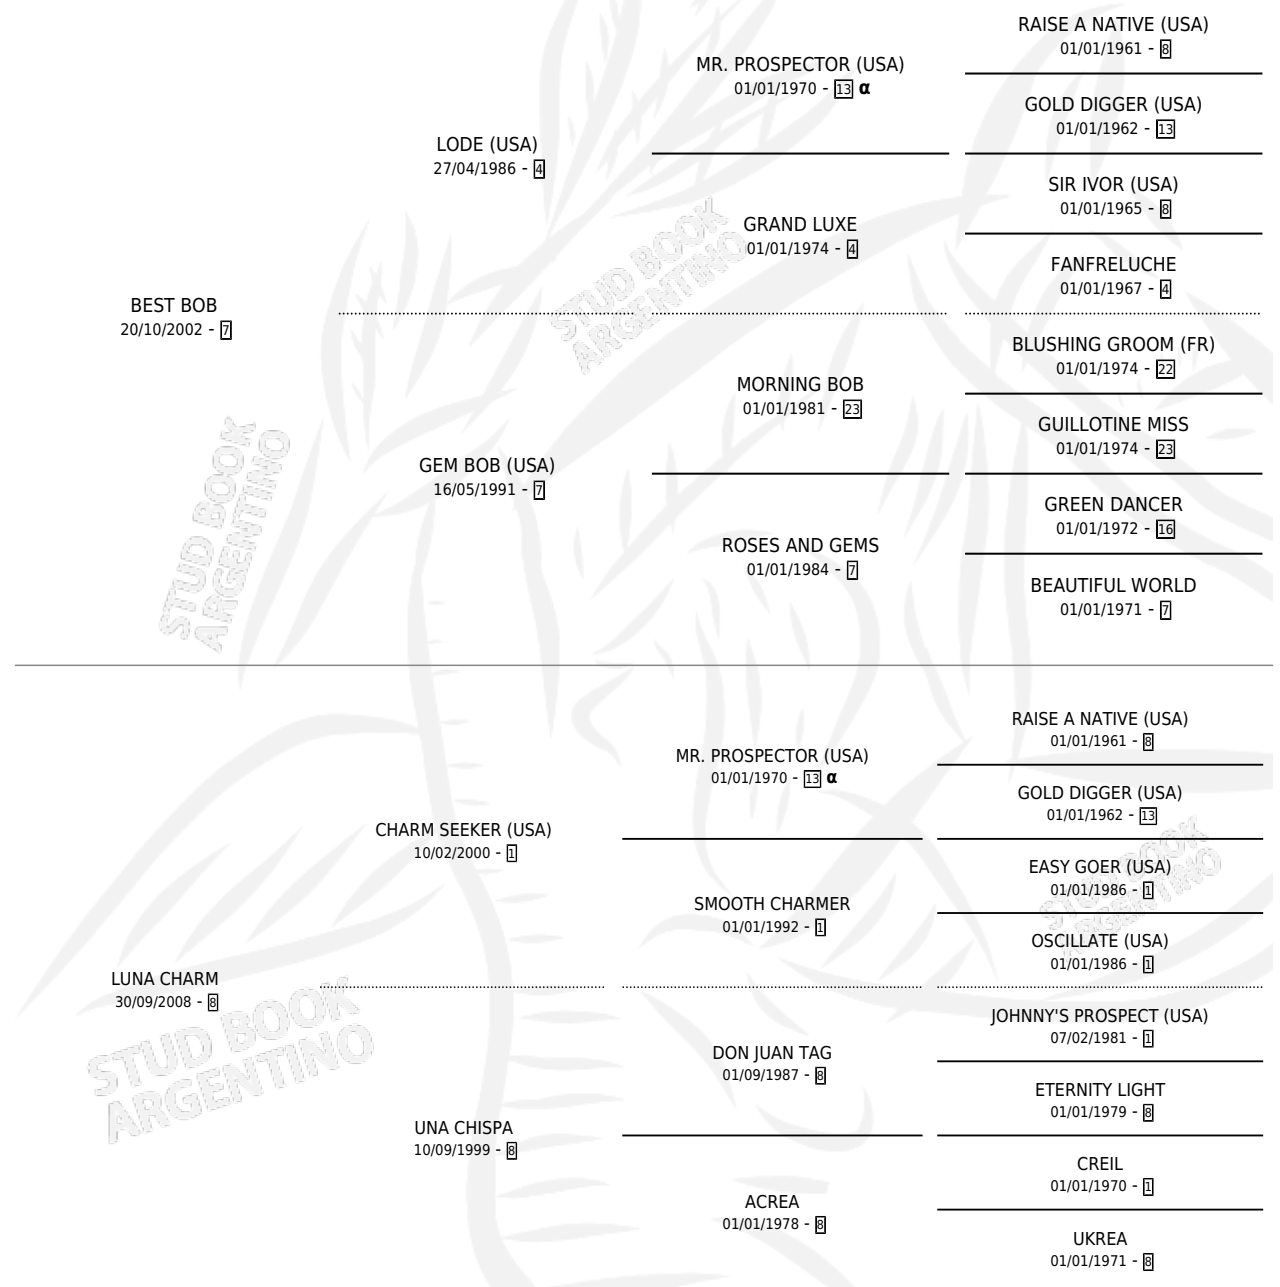 RAISE A NATIVE (USA)
01/01/1961 - 8
MR. PROSPECTOR (USA)
01/01/1970 - 13 α
GOLD DIGGER (USA)
01/01/1962 - 13
LODE (USA)
27/04/1986 - 4
SIR IVOR (USA)
01/01/1965 - 8
GRAND LUXE
01/01/1974 - 4
FANFRELUCHE
01/01/1967 - 4
BEST BOB
20/10/2002 - 7
BLUSHING GROOM (FR)
01/01/1974 - 22
MORNING BOB
01/01/1981 - 23
GUILLOTINE MISS
01/01/1974 - 23
GEM BOB (USA)
16/05/1991 - 7
GREEN DANCER
01/01/1972 - 16
ROSES AND GEMS
01/01/1984 - 7
BEAUTIFUL WORLD
01/01/1971 - 7
STUD BOOK
ARGENTINO
STUD BOOK
ARGENTINO
RAISE A NATIVE (USA)
01/01/1961 - 8
MR. PROSPECTOR (USA)
01/01/1970 - 13 α
GOLD DIGGER (USA)
01/01/1962 - 13
CHARM SEEKER (USA)
10/02/2000 - 1
EASY GOER (USA)
01/01/1986 - 1
SMOOTH CHARMER
01/01/1992 - 1
OSCILLATE (USA)
01/01/1986 - 1
LUNA CHARM
30/09/2008 - 8
JOHNNY'S PROSPECT (USA)
07/02/1981 - 1
DON JUAN TAG
01/09/1987 - 8
ETERNITY LIGHT
01/01/1979 - 8
UNA CHISPA
10/09/1999 - 8
CREIL
01/01/1970 - 1
ACREA
01/01/1978 - 8
UKREA
01/01/1971 - 8
STUD BOOK
ARGENTINO
STUD BOOK
ARGENTINO